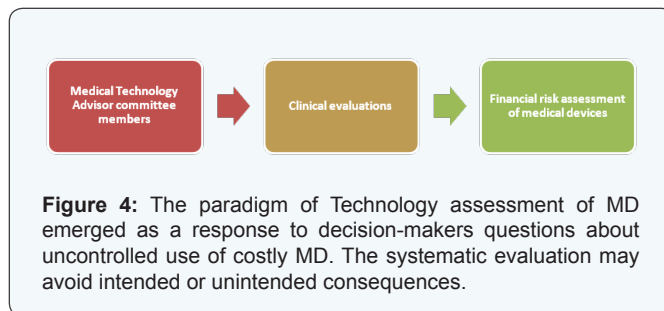 Medical Technology
Advisor committee
members
Clinical evaluations
Financial risk assessment
of medical devices
Figure 4: The paradigm of Technology assessment of MD
emerged as a response to decision-makers questions about
uncontrolled use of costly MD. The systematic evaluation may
avoid intended or unintended consequences.